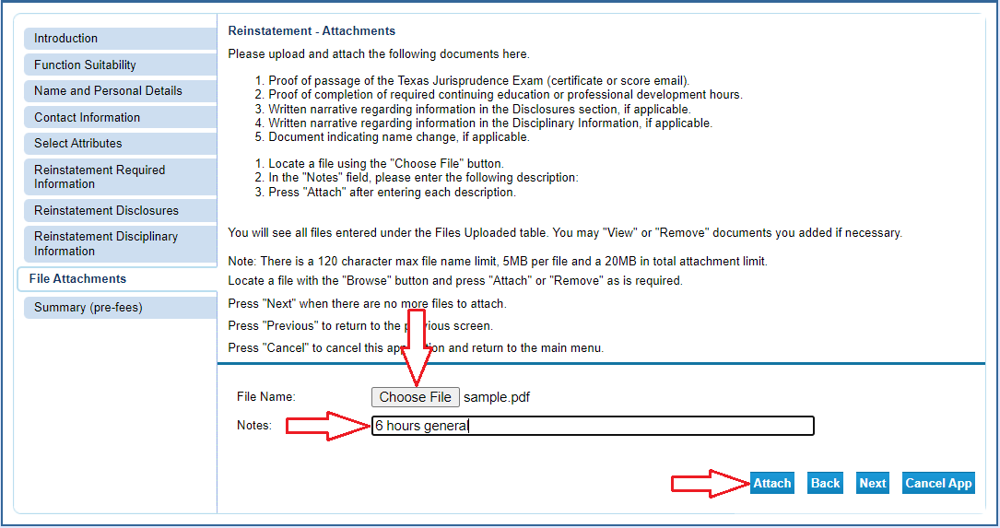 Introduction
Function Suitability
Name and Personal Details
Contact Information
Select Attributes
Reinstatement Required
Information
Reinstatement Disclosures
Reinstatement Disciplinary
Information
File Attachments
Summary (pre-fees)
Reinstatement - Attachments
Please upload and attach the following documents here.
1. Proof of passage of the Texas Jurisprudence Exam (certificate or score email).
2. Proof of completion of required continuing education or professional development hours.
3. Written narrative regarding information in the Disclosures section, if applicable.
4. Written narrative regarding information in the Disciplinary Information, if applicable.
5. Document indicating name change, if applicable.
1. Locate a file using the "Choose File" button.
2. In the "Notes" field, please enter the following description:
3. Press "Attach" after entering each description.
You will see all files entered under the Files Uploaded table. You may "View" or "Remove" documents you added if necessary.
Note: There is a 120 character max file name limit, 5MB per file and a 20MB in total attachment limit.
Locate a file with the "Browse" button and press "Attach" or "Remove" as is required.
Press "Next" when there are no more files to attach.
Press "Previous" to return to the previous screen.
Press "Cancel" to cancel this application and return to the main menu.
File Name: Choose File sample.pdf
Notes: 6 hours general
Attach Back Next Cancel App